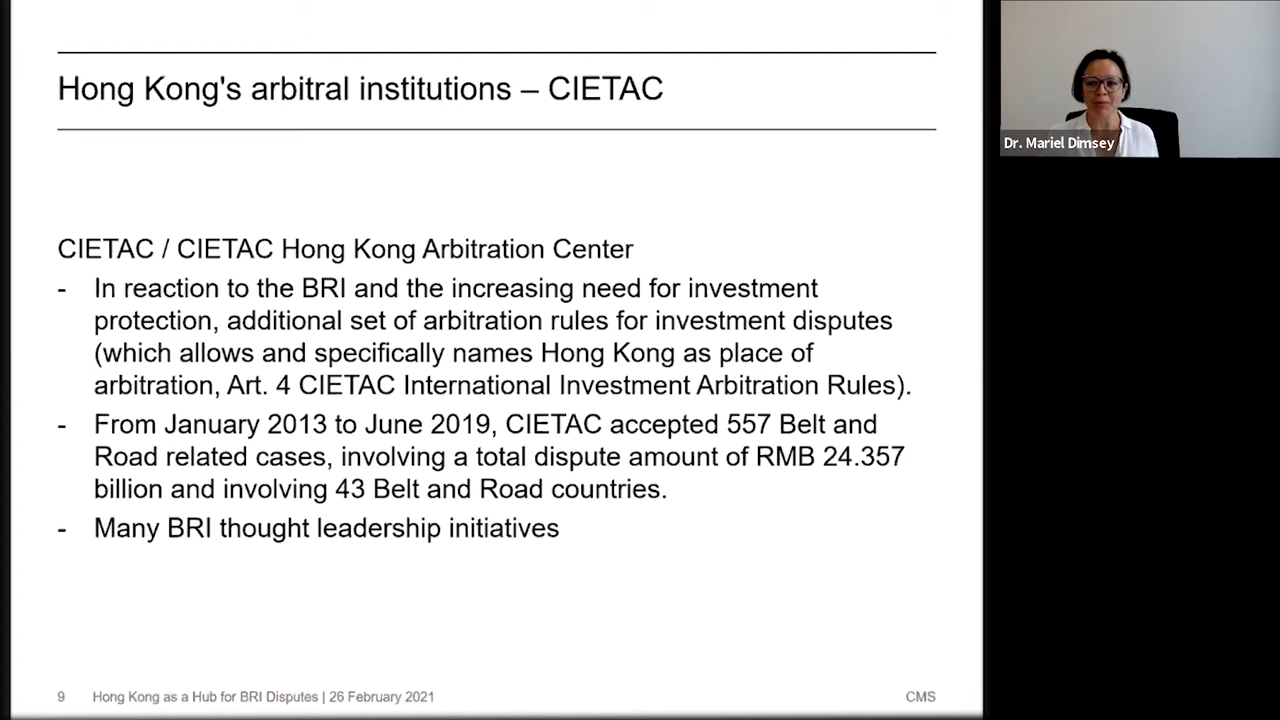 Hong Kong's arbitral institutions – CIETAC
Dr. Mariel Dimsey
CIETAC / CIETAC Hong Kong Arbitration Center
- In reaction to the BRI and the increasing need for investment
protection, additional set of arbitration rules for investment disputes
(which allows and specifically names Hong Kong as place of
arbitration, Art. 4 CIETAC International Investment Arbitration Rules).
- From January 2013 to June 2019, CIETAC accepted 557 Belt and
Road related cases, involving a total dispute amount of RMB 24.357
billion and involving 43 Belt and Road countries.
- Many BRI thought leadership initiatives
9 Hong Kong as a Hub for BRI Disputes | 26 February 2021 CMS